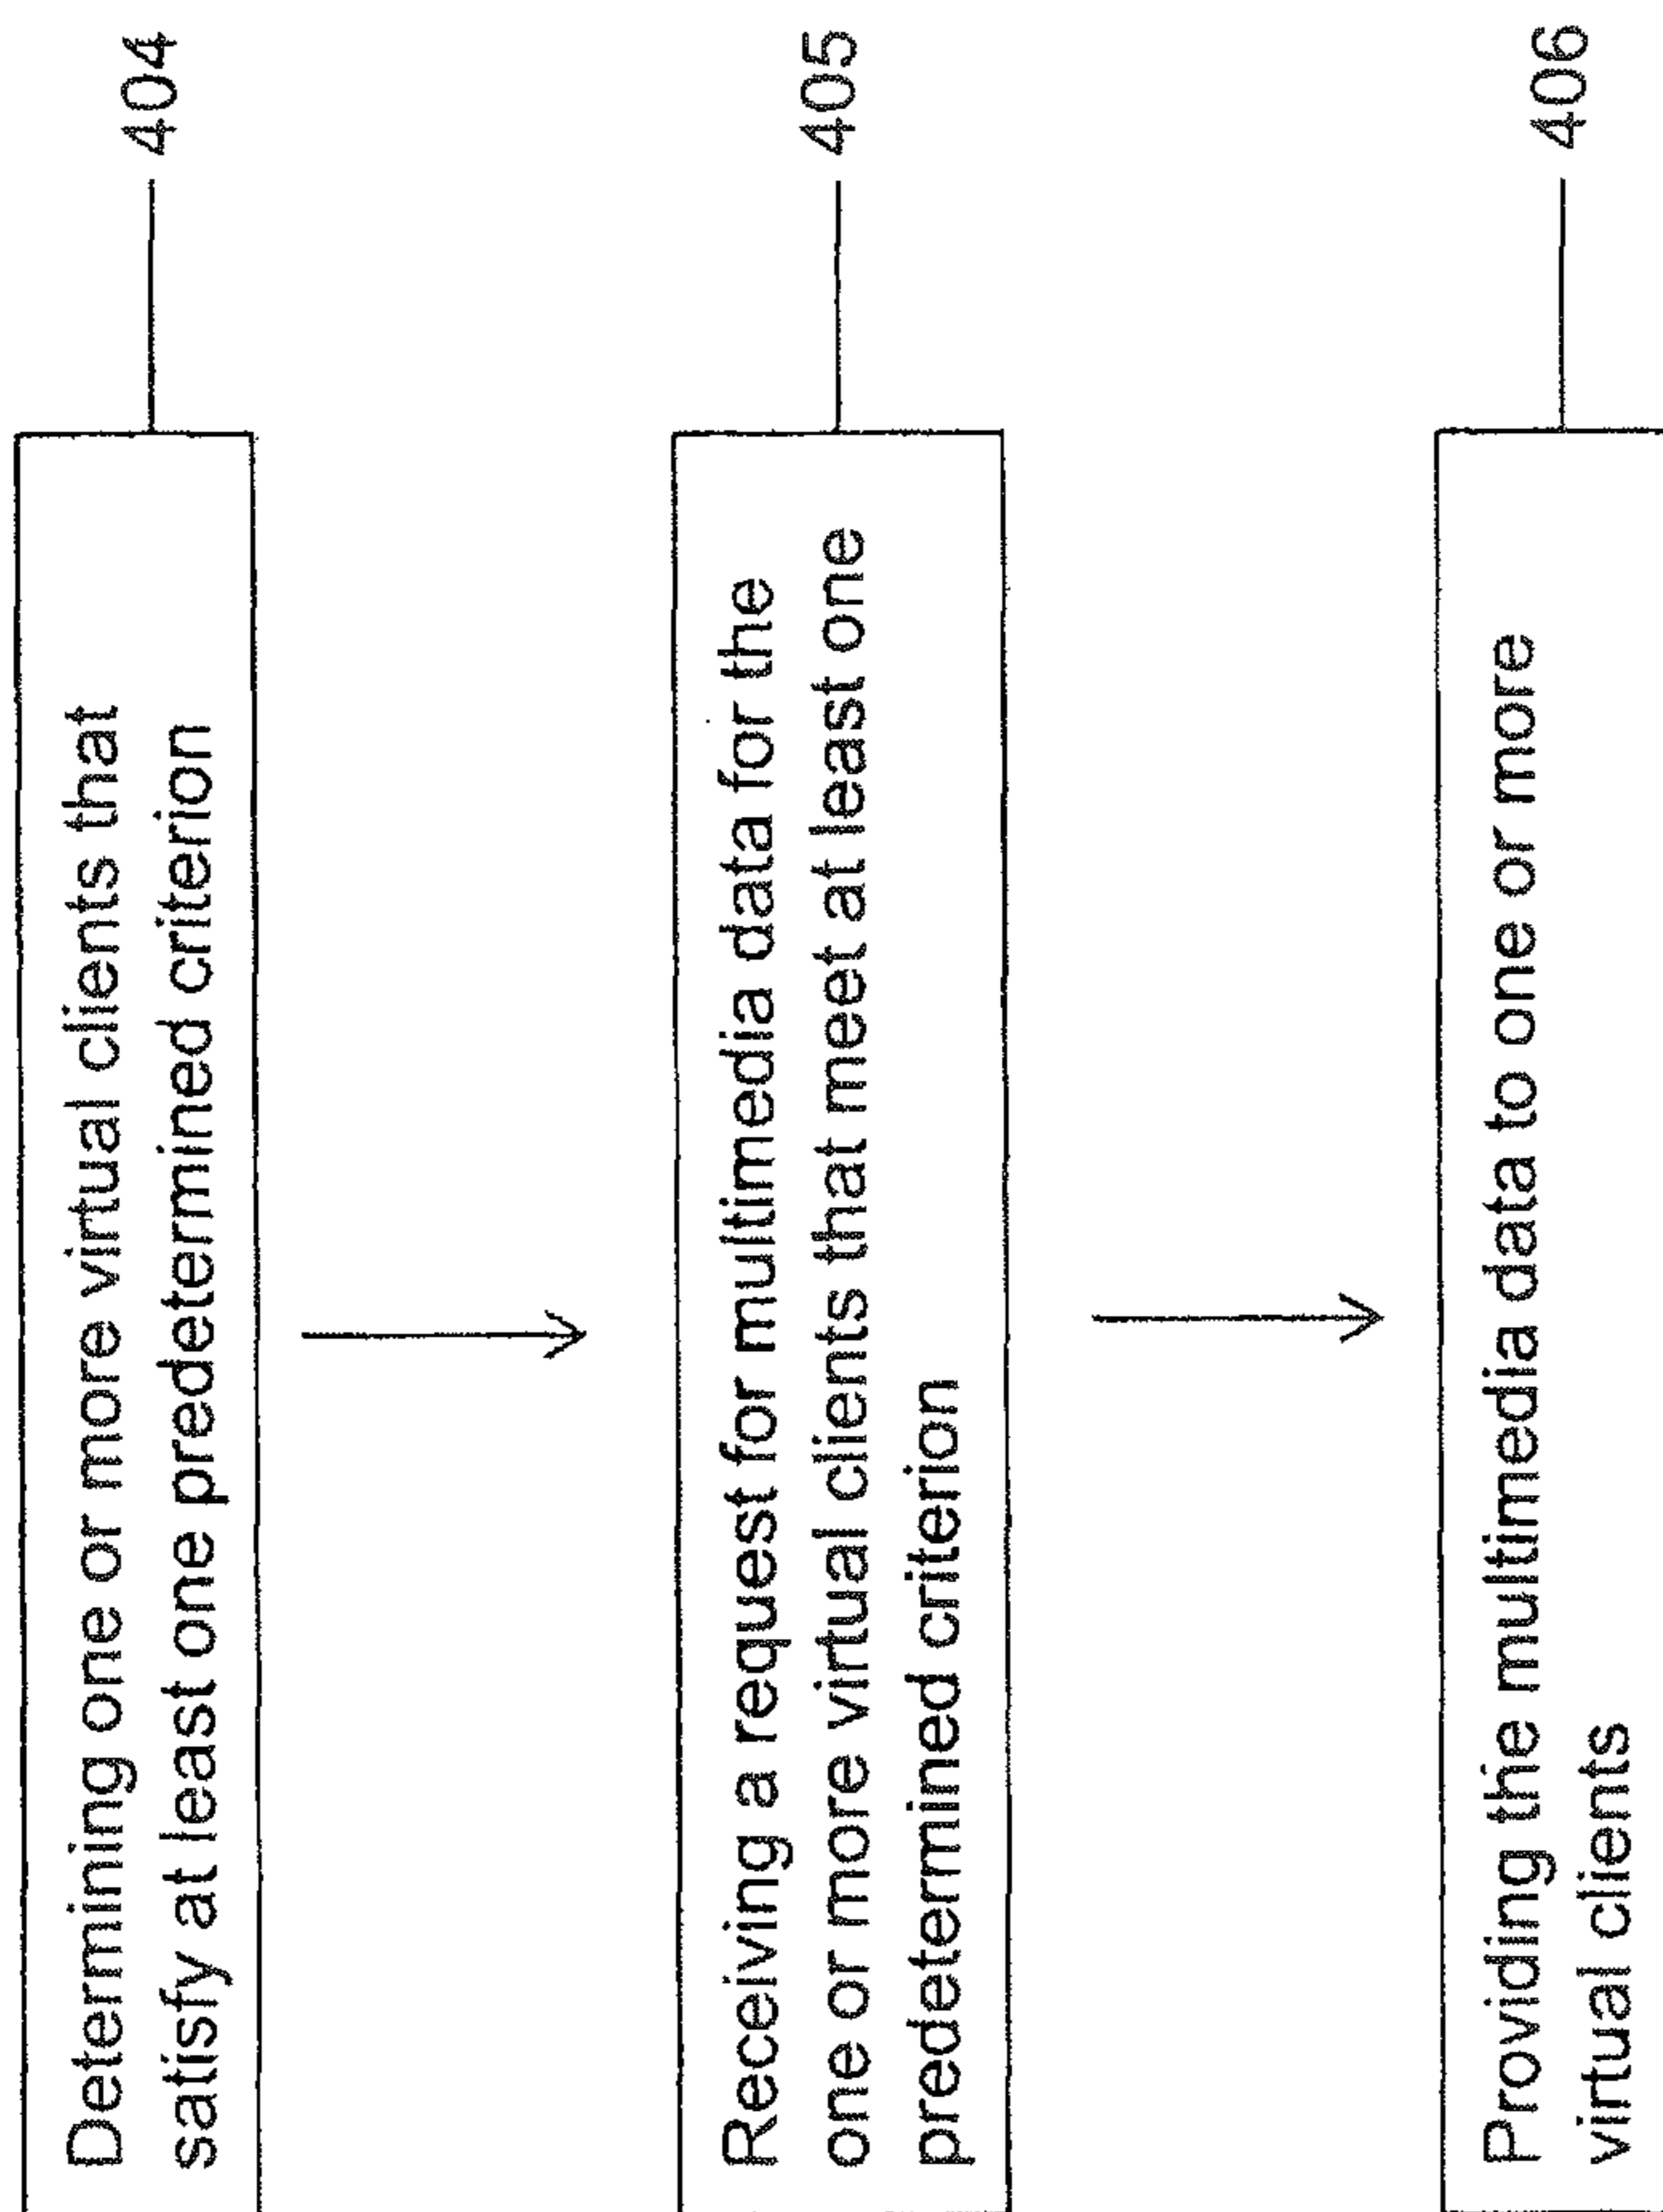 Determining one or more virtual clients that
satisfy at least one predetermined criterion
404
Receiving a request for multimedia data for the
one or more virtual clients that meet at least one
predetermined criterion
405
Providing the multimedia data to one or more
virtual clients
406